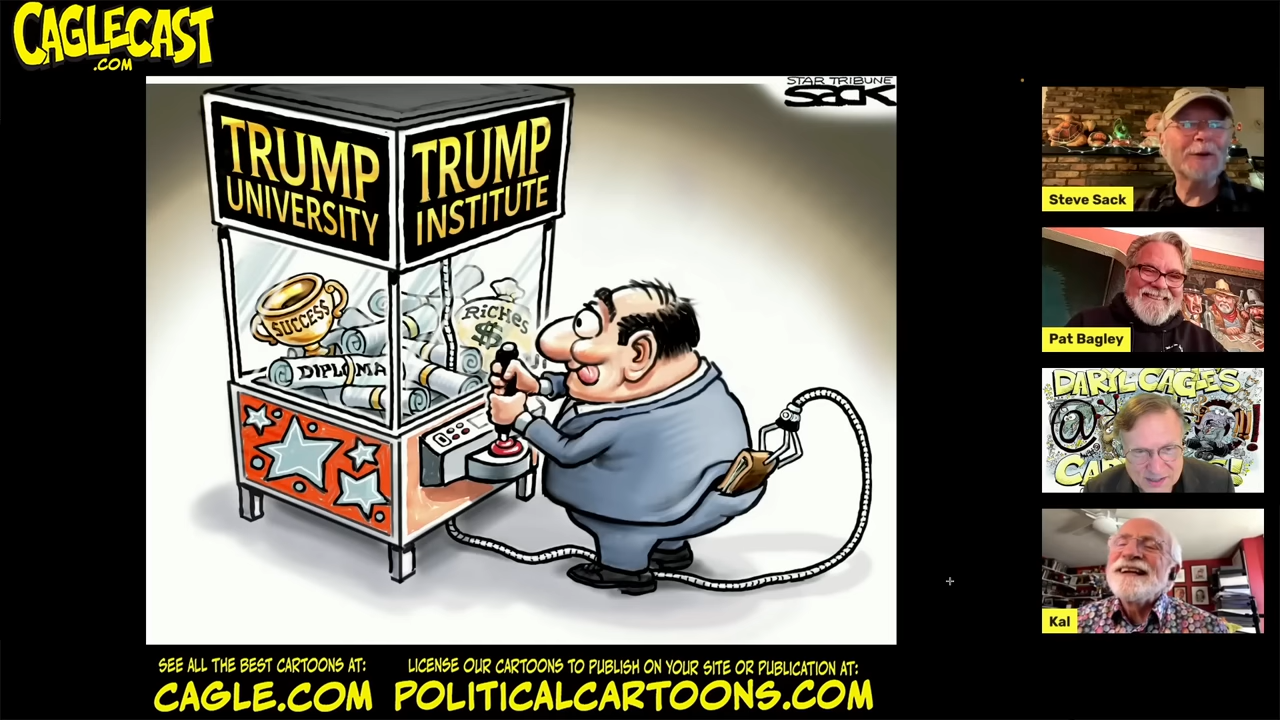 CAGLECAST
.COM
STAR TRIBUNE
SACK
TRUMP
UNIVERSITY
TRUMP
INSTITUTE
SUCCESS
RICHES
$
DIPLOMA
Steve Sack
Pat Bagley
DARYL CAGLE'S
Kal
SEE ALL THE BEST CARTOONS AT:
CAGLE.COM
LICENSE OUR CARTOONS TO PUBLISH ON YOUR SITE OR PUBLICATION AT:
POLITICALCARTOONS.COM